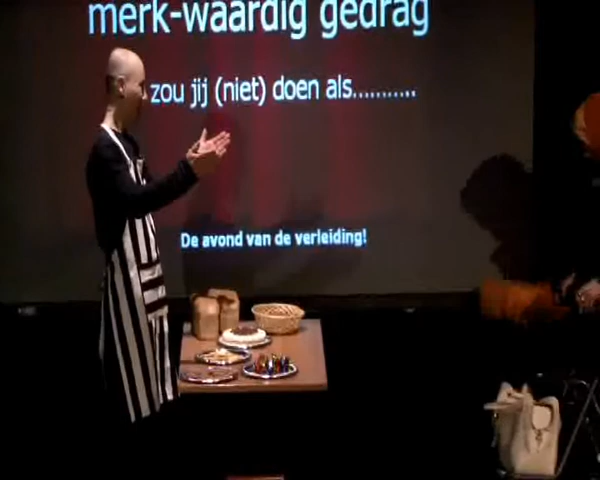 merk-waardig gedrag
zou jij (niet) doen als..........
De avond van de verleiding!